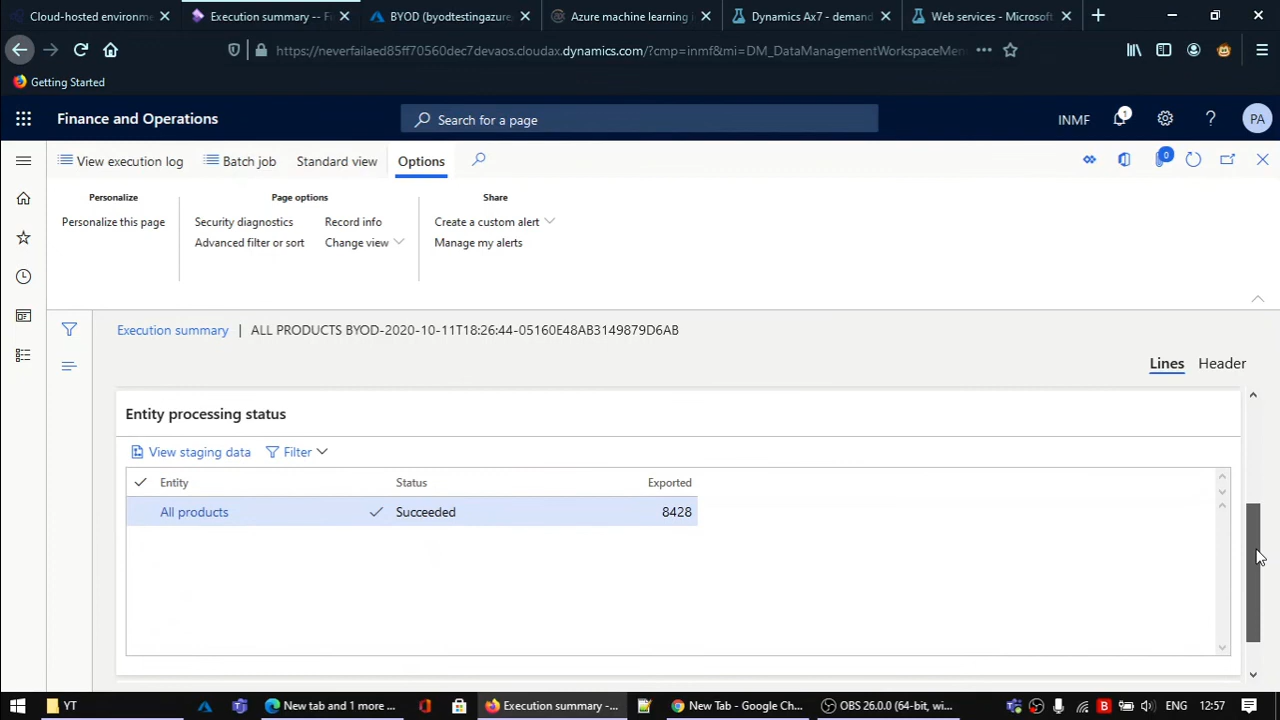 Cloud-hosted environme
Execution summary -- F
BYOD (byodtestingazure
Azure machine learning i
Dynamics Ax7 - demand
Web services - Microsoft
https://neverfailaed85ff70560dec7devaos.cloudax.dynamics.com/?cmp=inmf&mi=DM_DataManagementWorkspaceMen
Getting Started
Finance and Operations
Search for a page
INMF
1
?
PA
View execution log
Batch job
Standard view
Options
0
Personalize
Page options
Share
Personalize this page
Security diagnostics
Record info
Create a custom alert
Advanced filter or sort
Change view
Manage my alerts
Execution summary | ALL PRODUCTS BYOD-2020-10-11T18:26:44-05160E48AB3149879D6AB
Lines
Header
Entity processing status
View staging data
Filter
Entity
Status
Exported
All products
Succeeded
8428
YT
New tab and 1 more ...
Execution summary -...
New Tab - Google Ch...
OBS 26.0.0 (64-bit, wi...
ENG
12:57